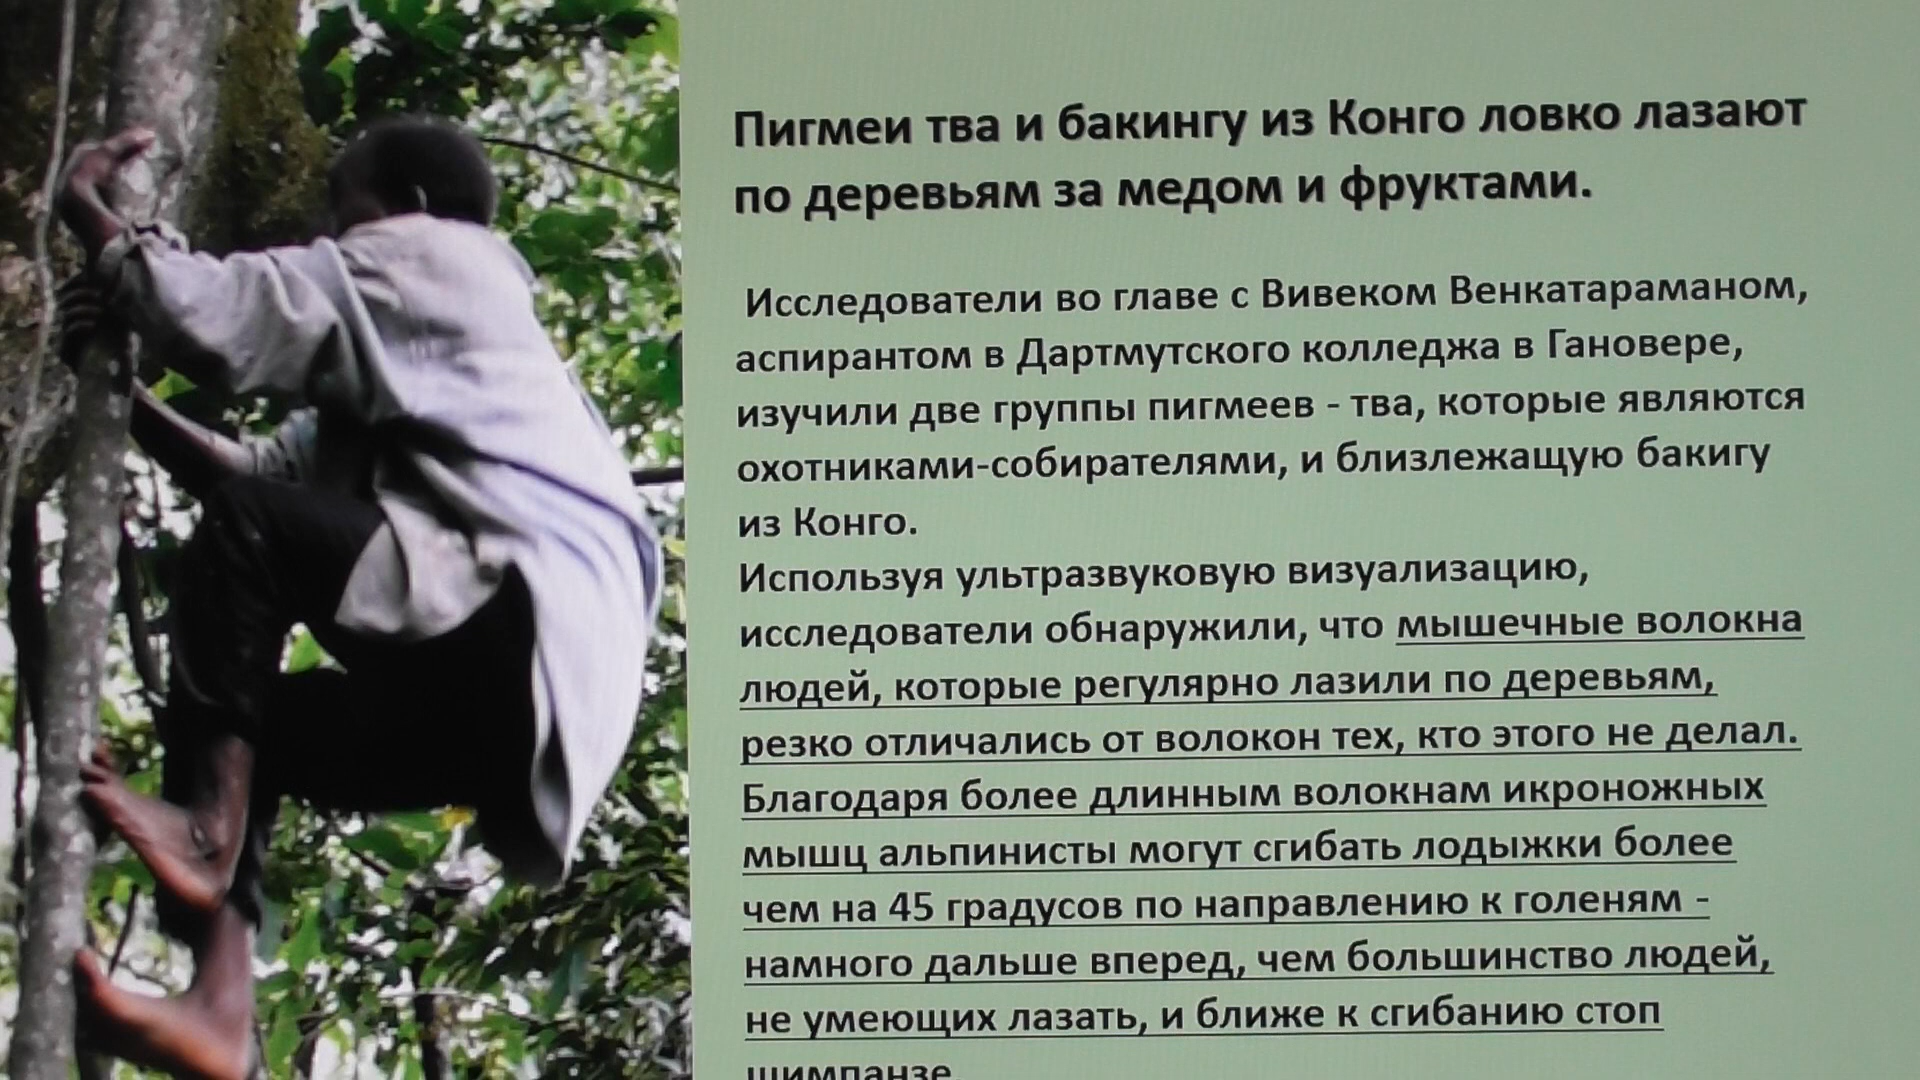 Пигмеи тва и бакингу из Конго ловко лазают
по деревьям за медом и фруктами.
Исследователи во главе с Вивеком Венкатараманом,
аспирантом в Дартмутского колледжа в Гановере,
изучили две группы пигмеев - тва, которые являются
охотниками-собирателями, и близлежащую бакигу
из Конго.
Используя ультразвуковую визуализацию,
исследователи обнаружили, что мышечные волокна
людей, которые регулярно лазили по деревьям,
резко отличались от волокон тех, кто этого не делал.
Благодаря более длинным волокнам икроножных
мышц альпинисты могут сгибать лодыжки более
чем на 45 градусов по направлению к голеням -
намного дальше вперед, чем большинство людей,
не умеющих лазать, и ближе к сгибанию стоп
шимпанзе.